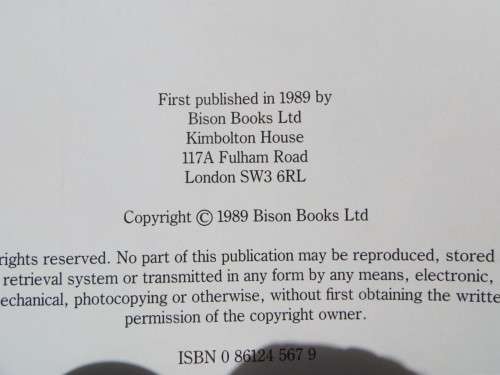 First published in 1989 by
Bison Books Ltd
Kimbolton House
117A Fulham Road
London SW3 6RL
Copyright © 1989 Bison Books Ltd
rights reserved. No part of this publication may be reproduced, stored
retrieval system or transmitted in any form by any means, electronic,
echanical, photocopying or otherwise, without first obtaining the writte
permission of the copyright owner.
ISBN 0 86124 567 9